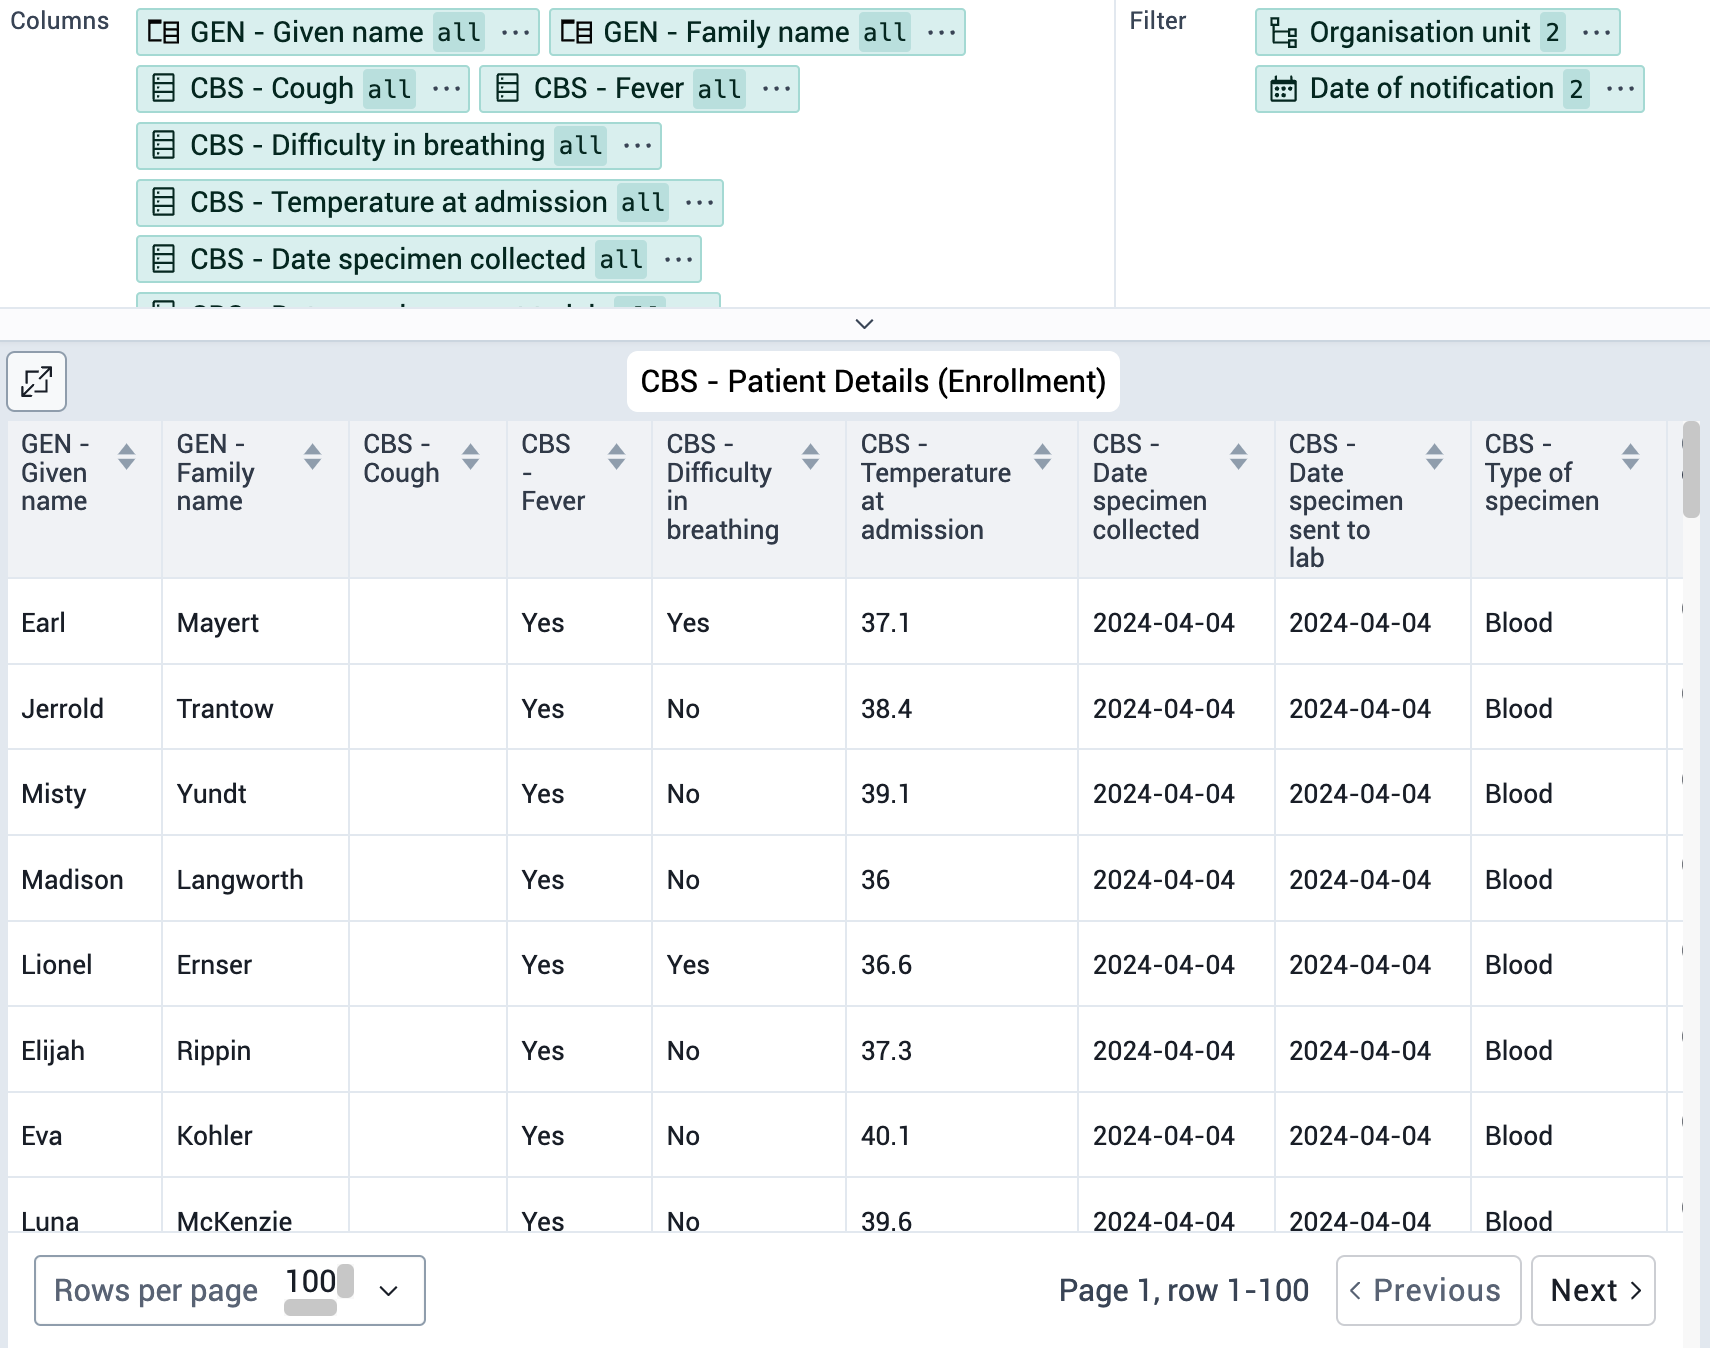 Columns
GEN - Given name all ...
GEN - Family name all ...
CBS - Cough all ...
CBS - Fever all ...
CBS - Difficulty in breathing all ...
CBS - Temperature at admission all ...
CBS - Date specimen collected all ...
Filter
Organisation unit 2 ...
Date of notification 2 ...
CBS - Patient Details (Enrollment)
GEN - Given name
GEN - Family name
CBS - Cough
CBS - Fever
CBS - Difficulty in breathing
CBS - Temperature at admission
CBS - Date specimen collected
CBS - Date specimen sent to lab
CBS - Type of specimen
Earl Mayert Yes Yes 37.1 2024-04-04 2024-04-04 Blood
Jerrold Trantow Yes No 38.4 2024-04-04 2024-04-04 Blood
Misty Yundt Yes No 39.1 2024-04-04 2024-04-04 Blood
Madison Langworth Yes No 36 2024-04-04 2024-04-04 Blood
Lionel Ernser Yes Yes 36.6 2024-04-04 2024-04-04 Blood
Elijah Rippin Yes No 37.3 2024-04-04 2024-04-04 Blood
Eva Kohler Yes No 40.1 2024-04-04 2024-04-04 Blood
Luna McKenzie Yes No 39.6 2024-04-04 2024-04-04 Blood
Rows per page 100
Page 1, row 1-100
Previous
Next